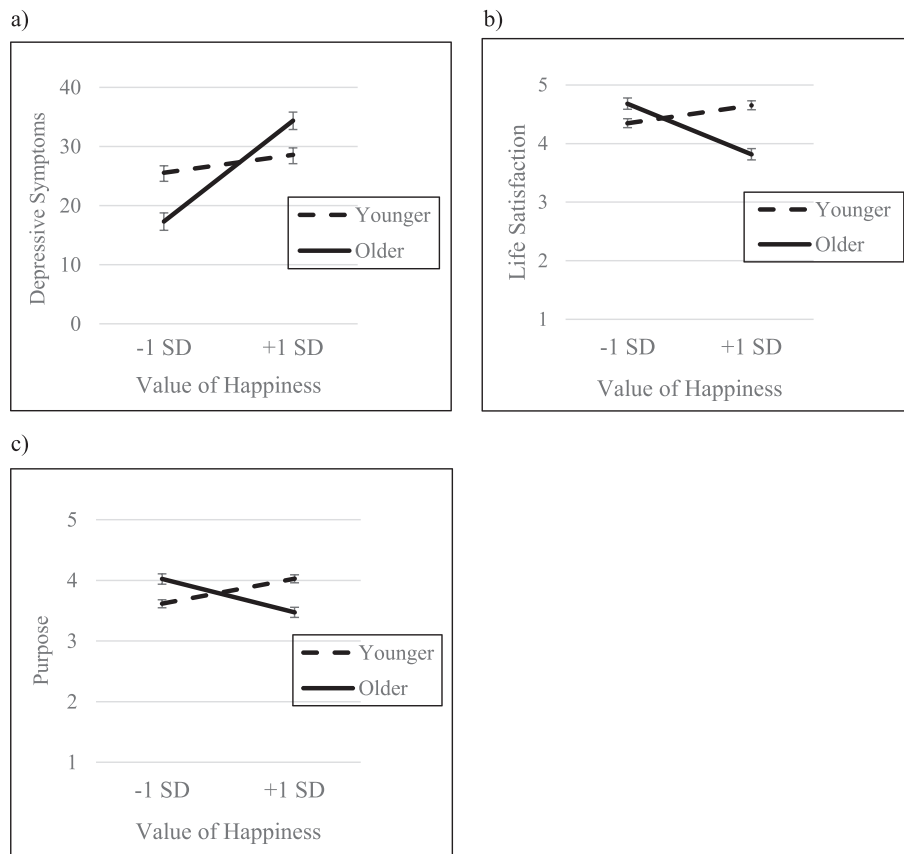 a)
40
30
20
10
0
Depressive Symptoms
Younger
Older
-1 SD
+1 SD
Value of Happiness
b)
5
4
3
2
1
Life Satisfaction
Younger
Older
-1 SD
+1 SD
Value of Happiness
c)
5
4
3
2
1
Purpose
Younger
Older
-1 SD
+1 SD
Value of Happiness